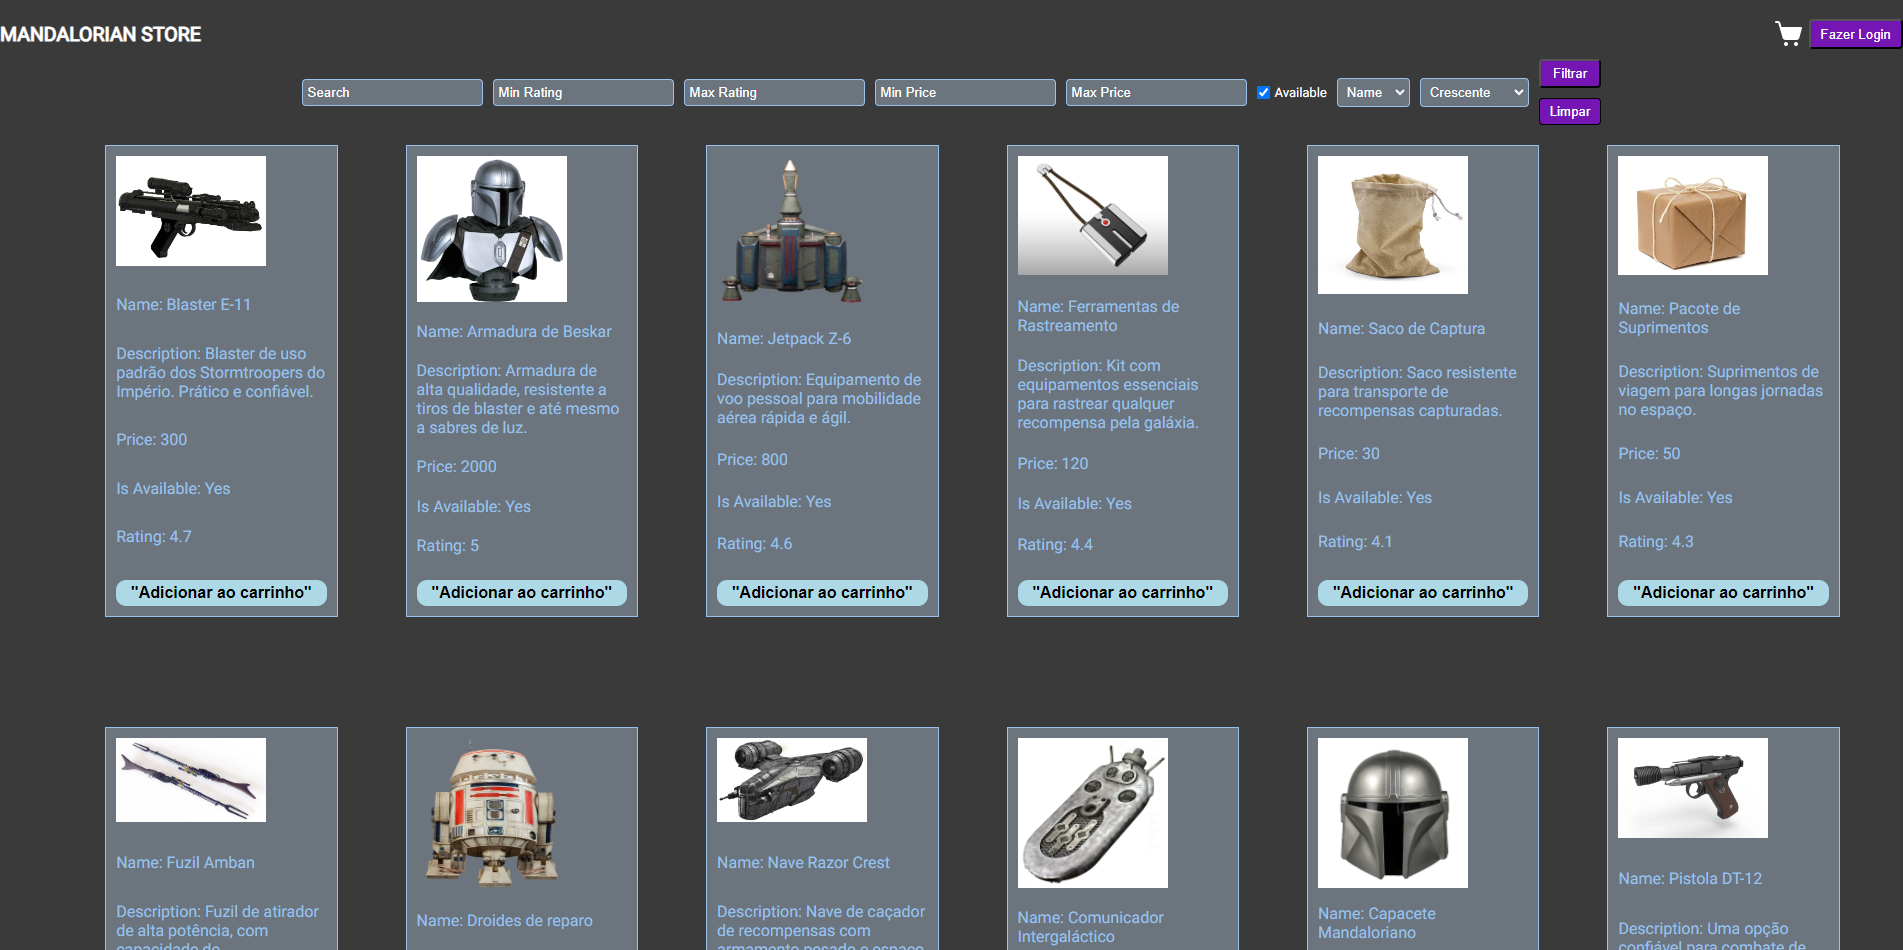 MANDALORIAN STORE
Fazer Login
Search
Min Rating
Max Rating
Min Price
Max Price
Available
Name
Crescente
Filtrar
Limpar
Name: Blaster E-11
Description: Blaster de uso
padrão dos Stormtroopers do
Império. Prático e confiável.
Price: 300
Is Available: Yes
Rating: 4.7
"Adicionar ao carrinho"
Name: Armadura de Beskar
Description: Armadura de
alta qualidade, resistente a
tiros de blaster e até mesmo
a sabres de luz.
Price: 2000
Is Available: Yes
Rating: 5
"Adicionar ao carrinho"
Name: Jetpack Z-6
Description: Equipamento de
voo pessoal para mobilidade
aérea rápida e ágil.
Price: 800
Is Available: Yes
Rating: 4.6
"Adicionar ao carrinho"
Name: Ferramentas de
Rastreamento
Description: Kit com
equipamentos essenciais
para rastrear qualquer
recompensa pela galáxia.
Price: 120
Is Available: Yes
Rating: 4.4
"Adicionar ao carrinho"
Name: Saco de Captura
Description: Saco resistente
para transporte de
recompensas capturadas.
Price: 30
Is Available: Yes
Rating: 4.1
"Adicionar ao carrinho"
Name: Pacote de
Suprimentos
Description: Suprimentos de
viagem para longas jornadas
no espaço.
Price: 50
Is Available: Yes
Rating: 4.3
"Adicionar ao carrinho"
Name: Fuzil Amban
Description: Fuzil de atirador
de alta potência, com
capacidade de
Name: Droides de reparo
Name: Nave Razor Crest
Description: Nave de caçador
de recompensas com
armamento pesado e espaço
Name: Comunicador
Intergaláctico
Name: Capacete
Mandaloriano
Name: Pistola DT-12
Description: Uma opção
confiável para combate de